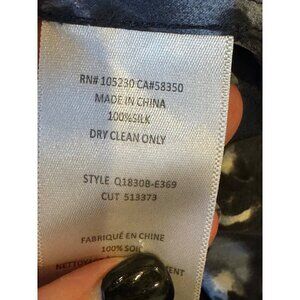 RN# 105230 CA#58350
MADE IN CHINA
100%SILK
DRY CLEAN ONLY
STYLE Q1830B-E369
CUT 513373
FABRIQUÉ EN CHINE
100% SOIE